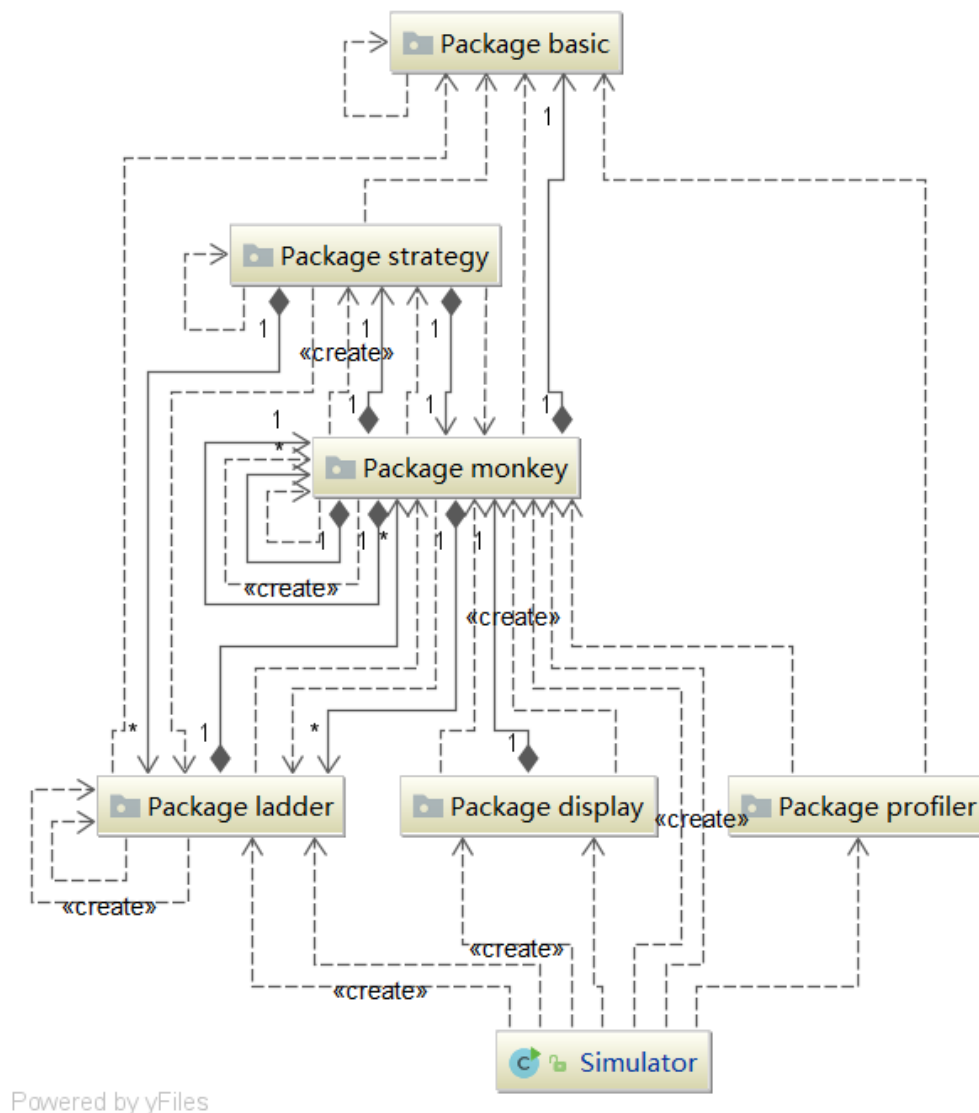 Package basic
1
Package strategy
1
1
1
«create»
1
1
1
1
*
Package monkey
1
1
*
1
1
«create»
«create»
*
1
*
1
Package ladder
Package display
Package profiler
«create»
«create»
«create»
«create»
C
Simulator
Powered by yFiles